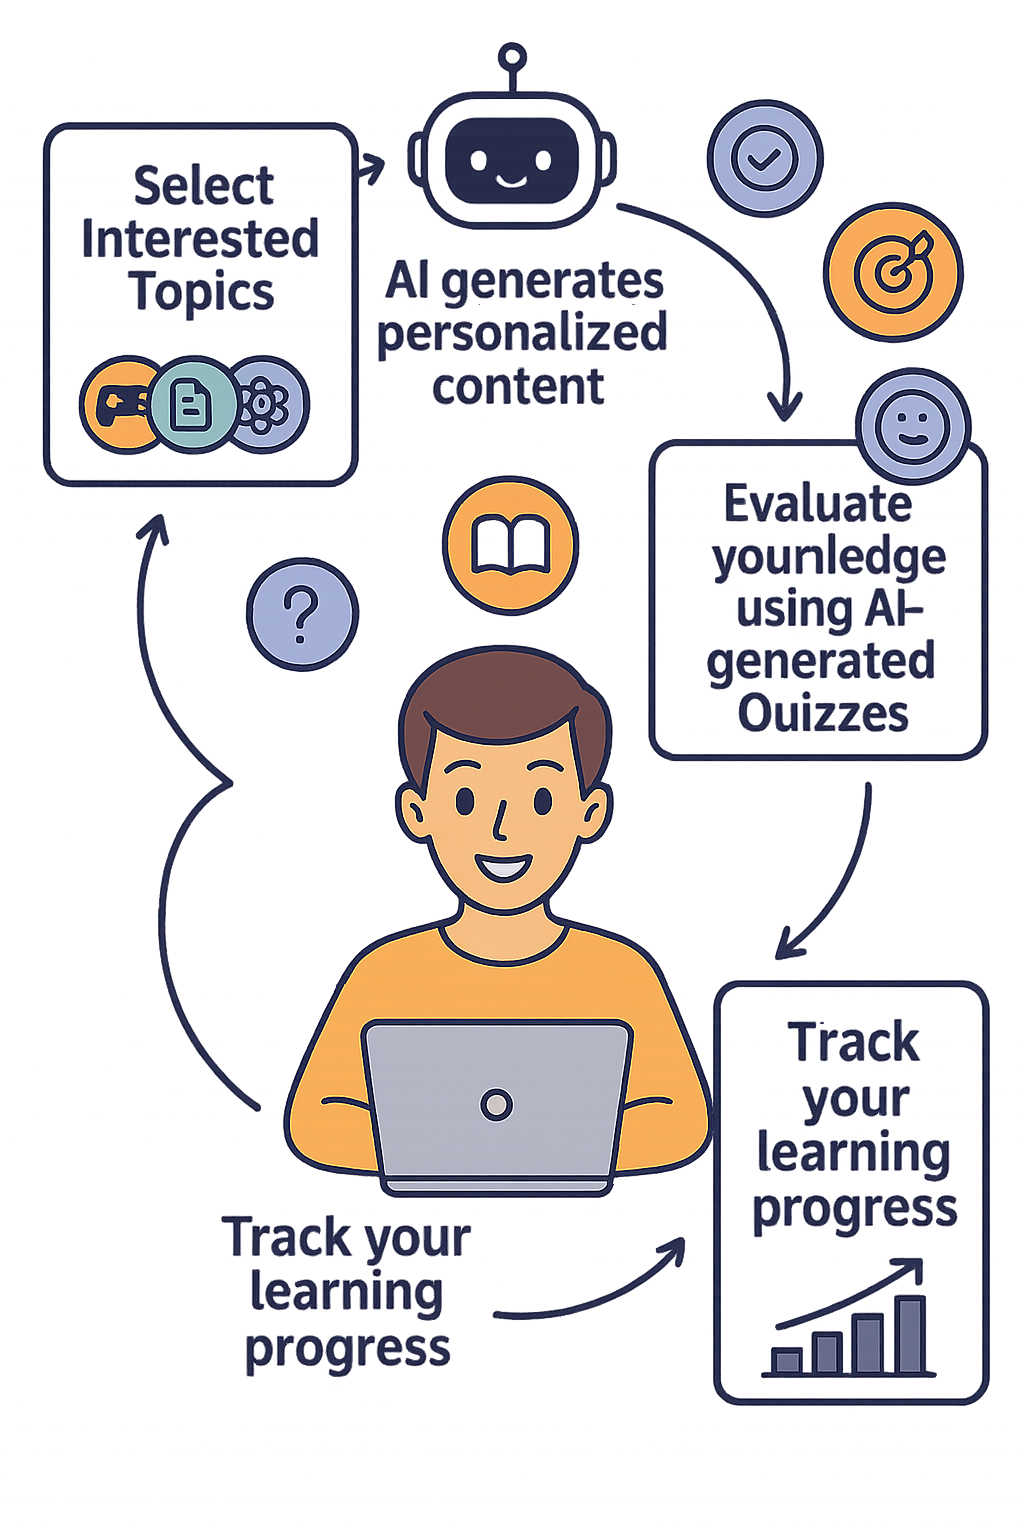 Select
Interested
Topics
AI generates
personalized
content
Evaluate
younledge
using AI-
generated
Ouizzes
Track
your
learning
progress
Track your
learning
progress